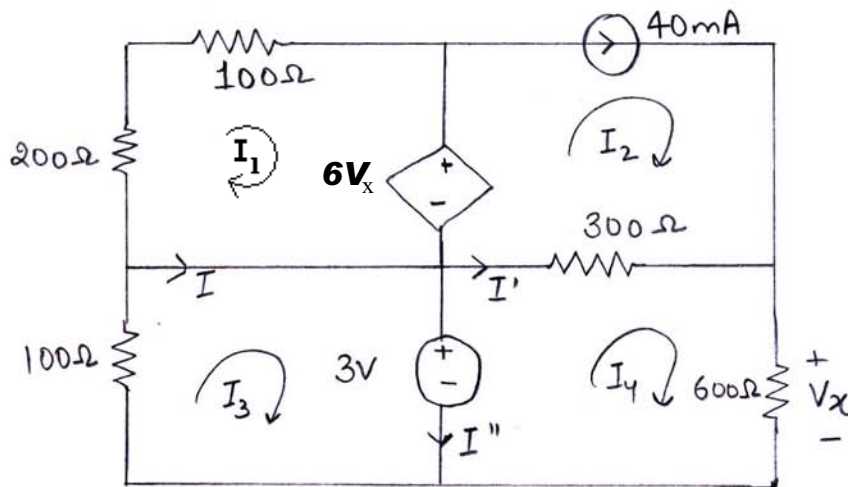 40mA
100Ω
200Ω
I₁
6Vₓ
+
−
I₂
300Ω
I
I'
100Ω
I₃
3V
+
−
I₄
600Ω
+
Vx
−
I"